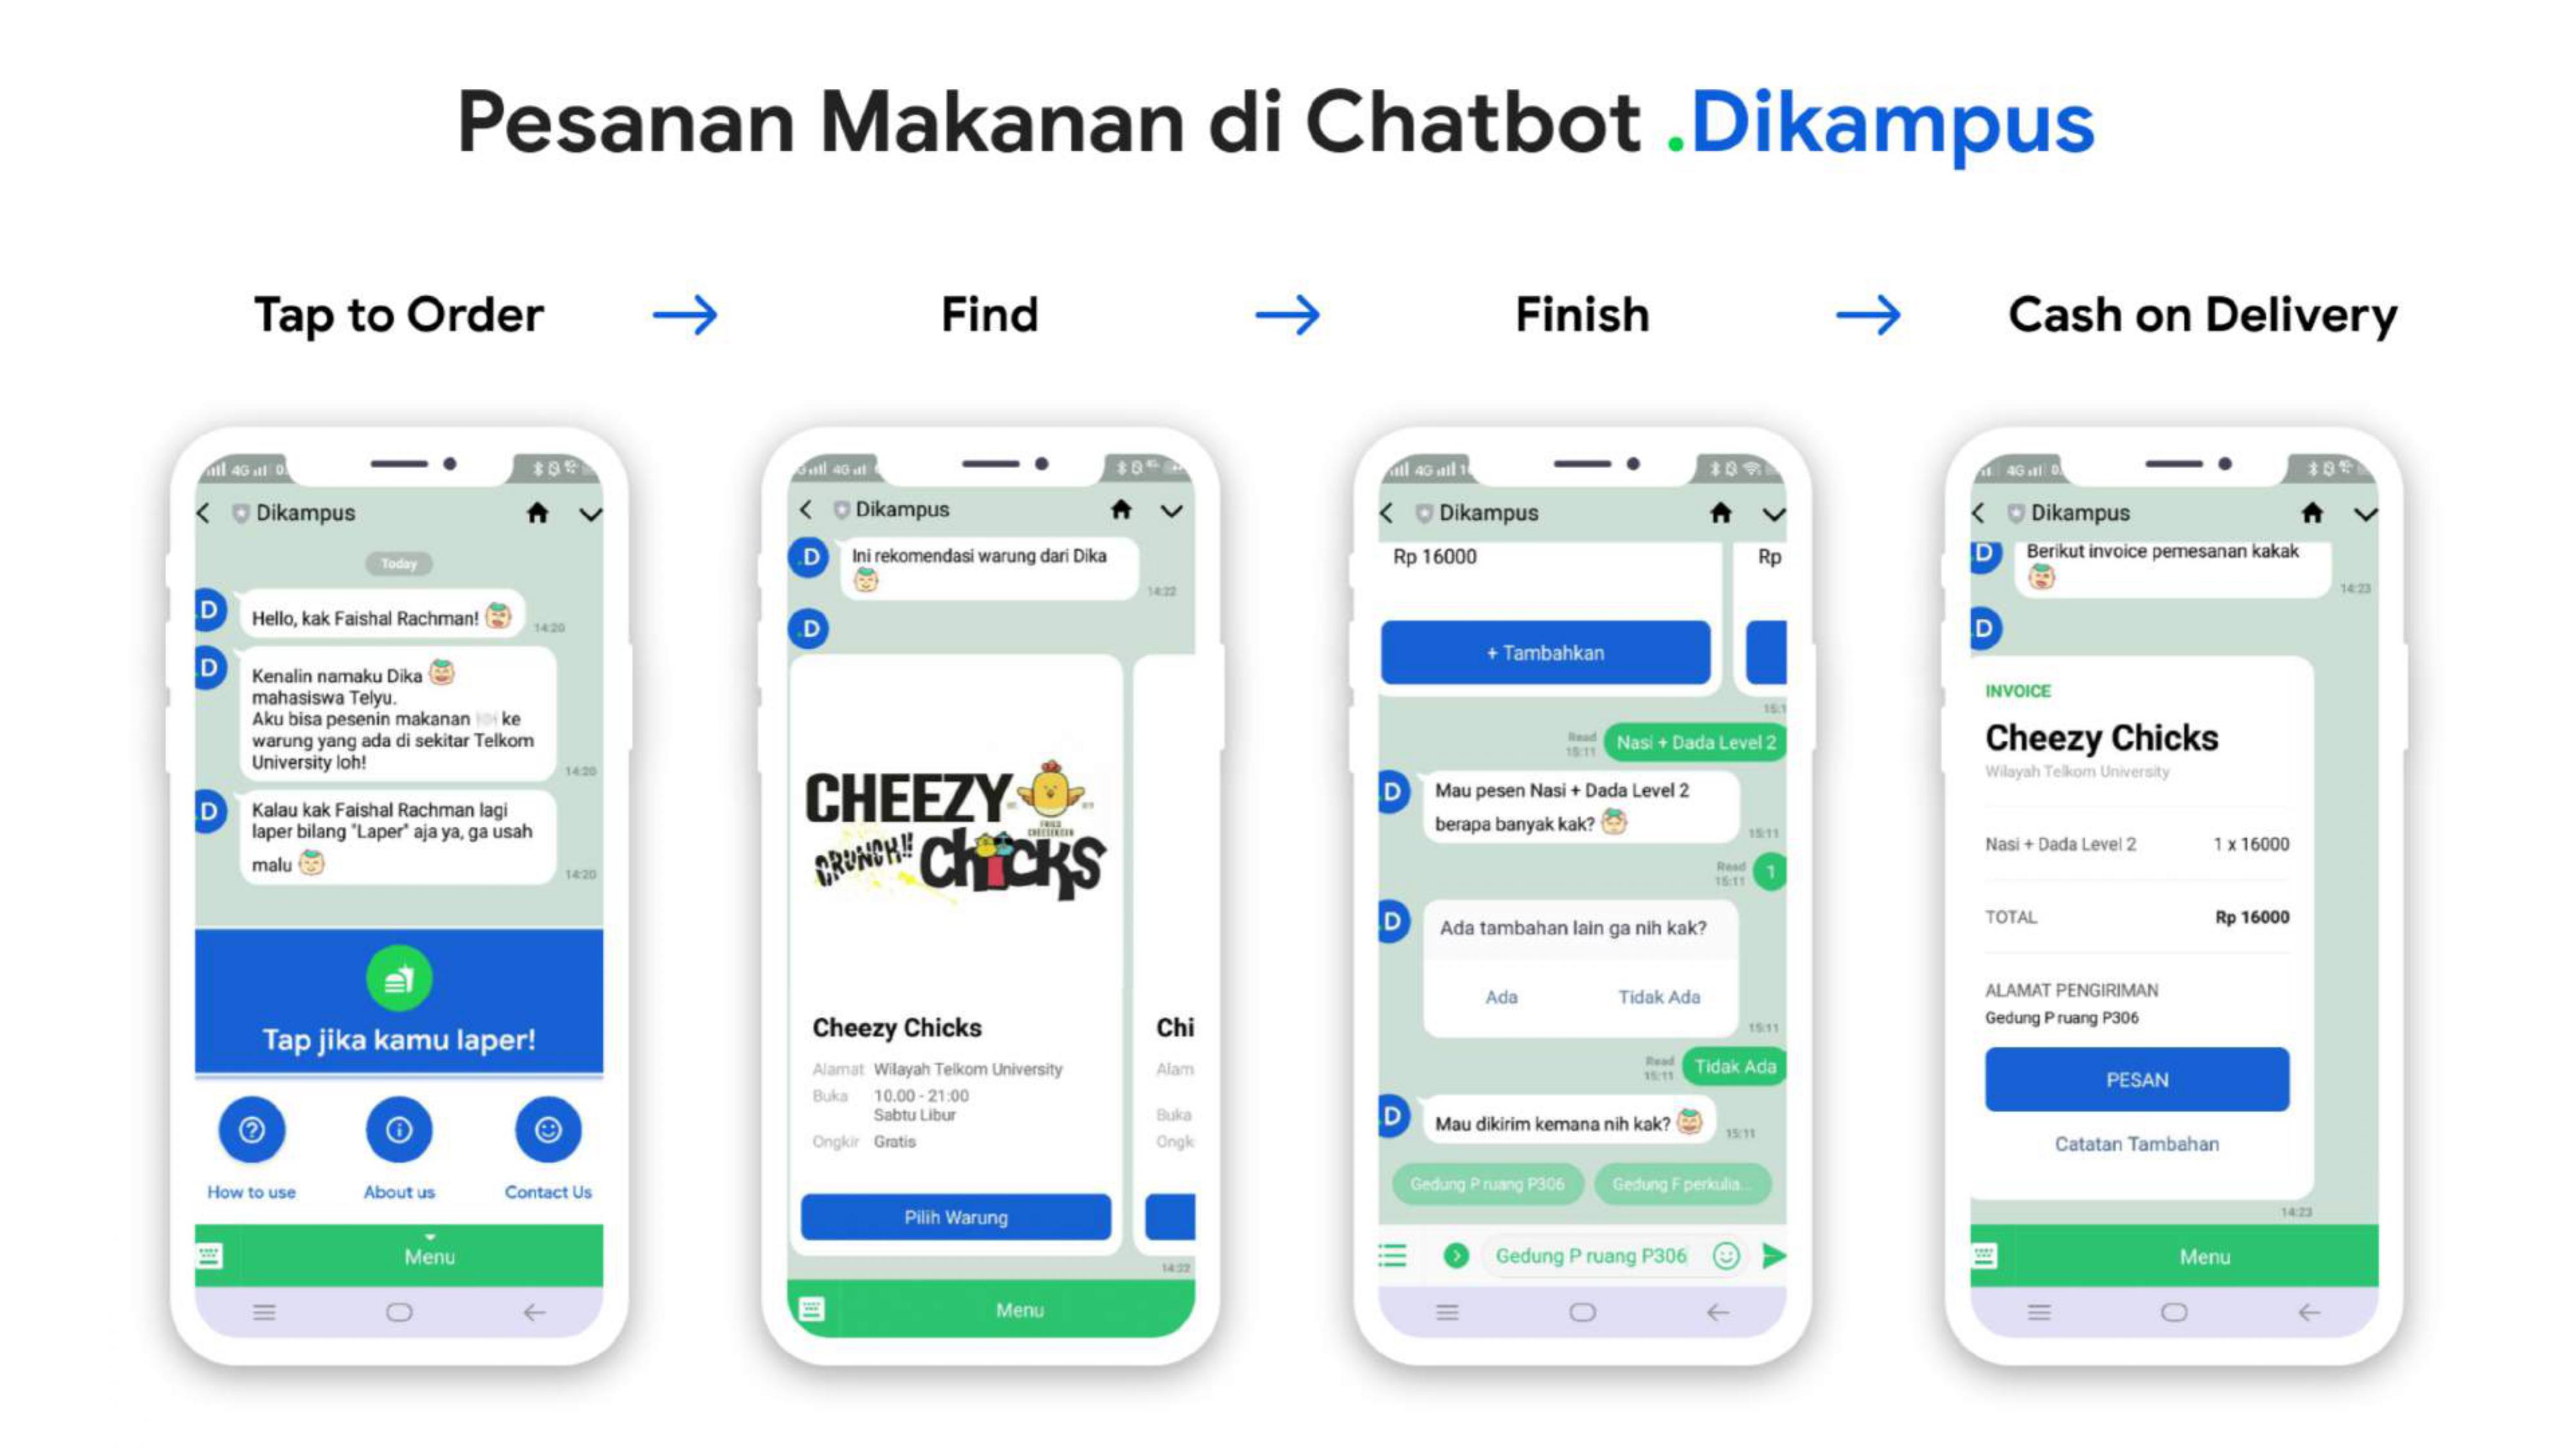 Pesanan Makanan di Chatbot .Dikampus
Tap to Order
Find
Finish
Cash on Delivery
Dikampus
Today
D
Hello, kak Faishal Rachman!
14:20
D
Kenalin namaku Dika
mahasiswa Telyu.
Aku bisa pesenin makanan ke
warung yang ada di sekitar Telkom
University loh!
14:20
D
Kalau kak Faishal Rachman lagi
laper bilang "Laper" aja ya, ga usah
malu
14:20
Tap jika kamu laper!
How to use
About us
Contact Us
Menu
Dikampus
.D
Ini rekomendasi warung dari Dika
14:22
.D
CHEEZY
CRUNCH!! ChicKS
Cheezy Chicks
Alamat Wilayah Telkom University
Buka 10.00 - 21:00
Sabtu Libur
Ongkir Gratis
Pilih Warung
Chi
Alam
Buka
Ongk
14:22
Menu
Dikampus
Rp 16000
Rp
+ Tambahkan
15:1
Read
15:11
Nasi + Dada Level 2
D
Mau pesen Nasi + Dada Level 2
berapa banyak kak?
15:11
Read
15:11
1
D
Ada tambahan lain ga nih kak?
Ada
Tidak Ada
15:11
Read
15:11
Tidak Ada
D
Mau dikirim kemana nih kak?
15:11
Gedung P ruang P306
Gedung F perkulia...
Gedung P ruang P306
Dikampus
D
Berikut invoice pemesanan kakak
14:23
D
INVOICE
Cheezy Chicks
Wilayah Telkom University
Nasi + Dada Level 2 1 x 16000
TOTAL Rp 16000
ALAMAT PENGIRIMAN
Gedung P ruang P306
PESAN
Catatan Tambahan
14:23
Menu